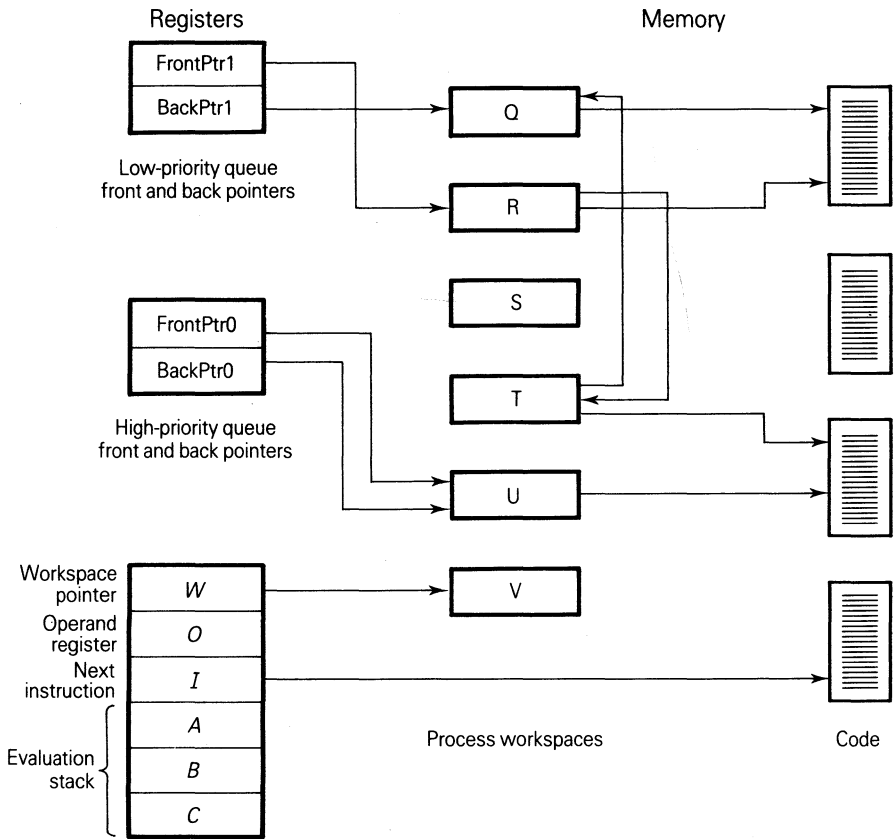 Registers
Memory
FrontPtr1
BackPtr1
Low-priority queue
front and back pointers
Q
R
S
T
U
V
FrontPtr0
BackPtr0
High-priority queue
front and back pointers
Workspace
pointer
W
Operand
register
O
Next
instruction
I
Evaluation
stack
A
B
C
Process workspaces
Code